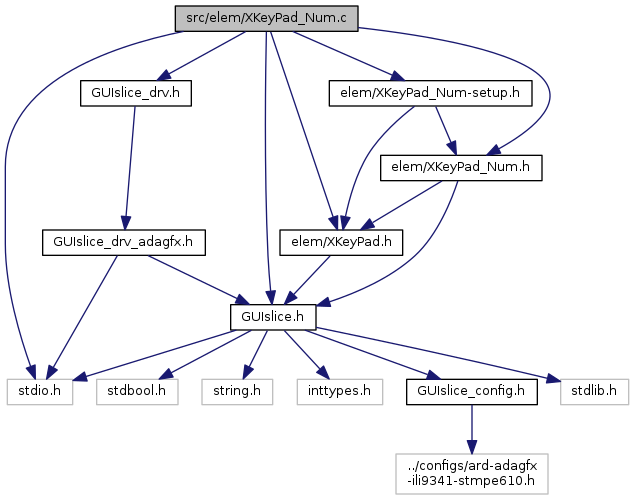 src/elem/XKeyPad_Num.c
GUIslice_drv.h
elem/XKeyPad_Num-setup.h
elem/XKeyPad_Num.h
GUIslice_drv_adagfx.h
elem/XKeyPad.h
GUIslice.h
stdio.h
stdbool.h
string.h
inttypes.h
GUIslice_config.h
stdlib.h
../configs/ard-adagfx
-ili9341-stmpe610.h